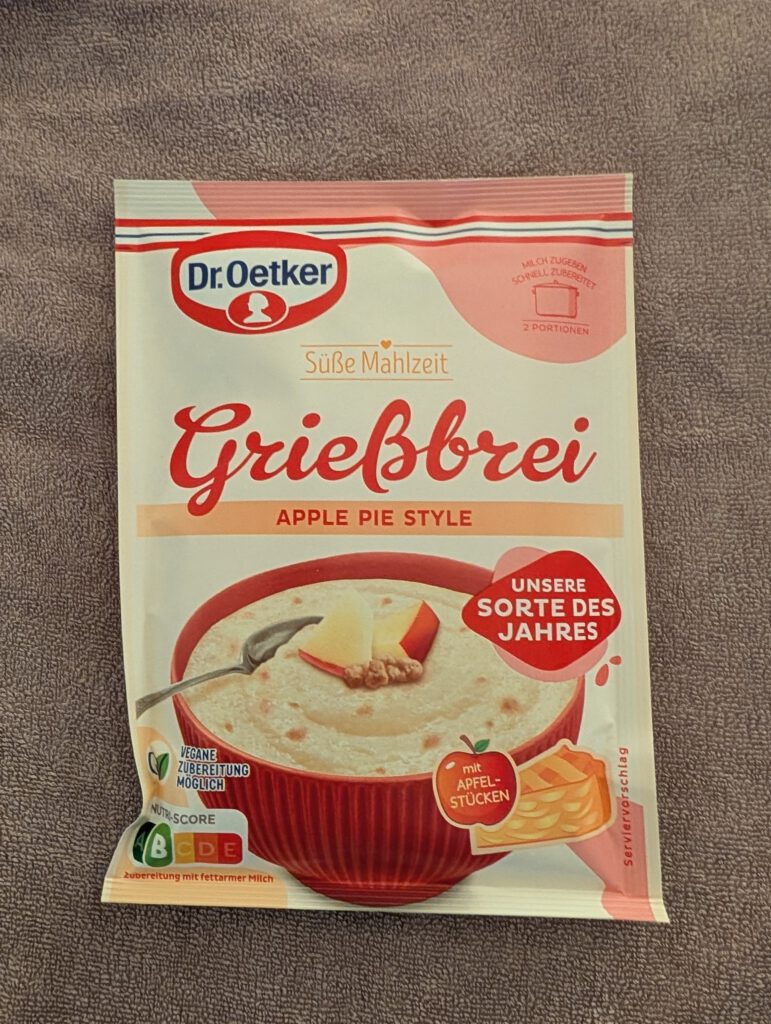 Dr.Oetker
MILCH ZUGEBEN
SCHNELL ZUBEREITET
2 PORTIONEN
Süße Mahlzeit
Grießbrei
APPLE PIE STYLE
UNSERE
SORTE DES
JAHRES
VEGANE
ZUBEREITUNG
MÖGLICH
mit
APFEL-
STÜCKEN
Serviervorschlag
NUTRI-SCORE
A B C D E
Zubereitung mit fettarmer Milch